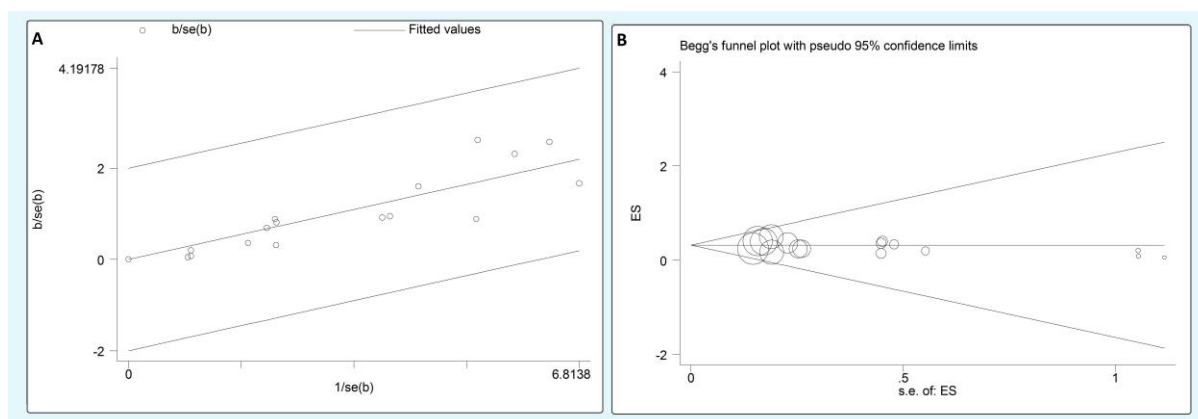 A
b/se(b)
Fitted values
4.19178
2
0
-2
b/se(b)
0
6.8138
1/se(b)
B
Begg's funnel plot with pseudo 95% confidence limits
4
2
0
-2
ES
0
.5
1
s.e. of: ES